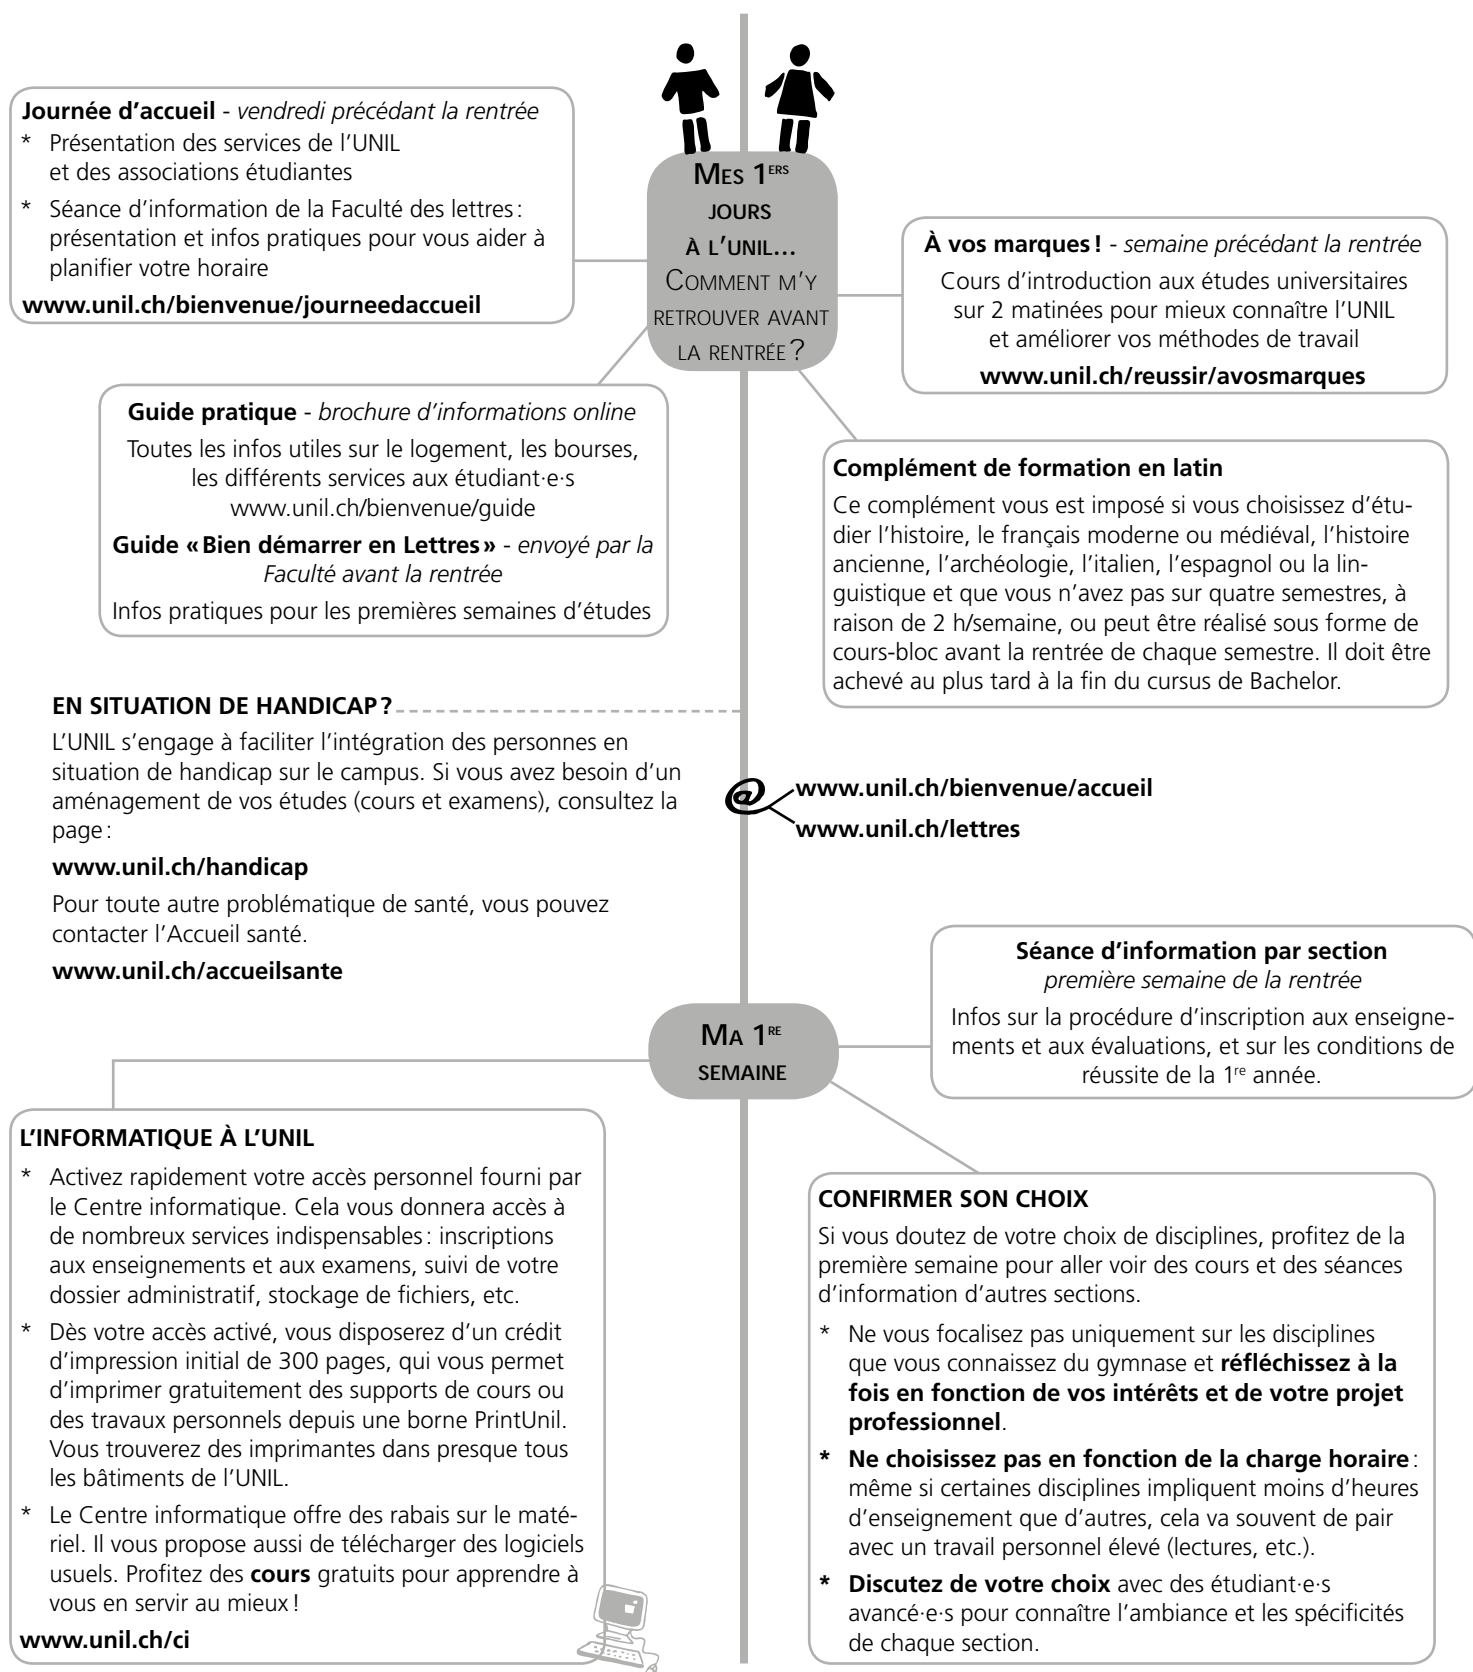 Mes 1ers
jours
à l'unil...
Comment m'y
retrouver avant
la rentrée ?
Journée d'accueil - vendredi précédant la rentrée
* Présentation des services de l'UNIL
et des associations étudiantes
* Séance d'information de la Faculté des lettres :
présentation et infos pratiques pour vous aider à
planifier votre horaire
www.unil.ch/bienvenue/journeedaccueil
À vos marques ! - semaine précédant la rentrée
Cours d'introduction aux études universitaires
sur 2 matinées pour mieux connaître l'UNIL
et améliorer vos méthodes de travail
www.unil.ch/reussir/avosmarques
Guide pratique - brochure d'informations online
Toutes les infos utiles sur le logement, les bourses,
les différents services aux étudiant·e·s
www.unil.ch/bienvenue/guide
Guide « Bien démarrer en Lettres » - envoyé par la
Faculté avant la rentrée
Infos pratiques pour les premières semaines d'études
Complément de formation en latin
Ce complément vous est imposé si vous choisissez d'étu-
dier l'histoire, le français moderne ou médiéval, l'histoire
ancienne, l'archéologie, l'italien, l'espagnol ou la lin-
guistique et que vous n'avez pas sur quatre semestres, à
raison de 2 h/semaine, ou peut être réalisé sous forme de
cours-bloc avant la rentrée de chaque semestre. Il doit être
achevé au plus tard à la fin du cursus de Bachelor.
EN SITUATION DE HANDICAP ?
L'UNIL s'engage à faciliter l'intégration des personnes en
situation de handicap sur le campus. Si vous avez besoin d'un
aménagement de vos études (cours et examens), consultez la
page :
www.unil.ch/handicap
Pour toute autre problématique de santé, vous pouvez
contacter l'Accueil santé.
www.unil.ch/accueilsante
@
www.unil.ch/bienvenue/accueil
www.unil.ch/lettres
Ma 1re
semaine
Séance d'information par section
première semaine de la rentrée
Infos sur la procédure d'inscription aux enseigne-
ments et aux évaluations, et sur les conditions de
réussite de la 1re année.
L'INFORMATIQUE À L'UNIL
* Activez rapidement votre accès personnel fourni par
le Centre informatique. Cela vous donnera accès à
de nombreux services indispensables : inscriptions
aux enseignements et aux examens, suivi de votre
dossier administratif, stockage de fichiers, etc.
* Dès votre accès activé, vous disposerez d'un crédit
d'impression initial de 300 pages, qui vous permet
d'imprimer gratuitement des supports de cours ou
des travaux personnels depuis une borne PrintUnil.
Vous trouverez des imprimantes dans presque tous
les bâtiments de l'UNIL.
* Le Centre informatique offre des rabais sur le maté-
riel. Il vous propose aussi de télécharger des logiciels
usuels. Profitez des cours gratuits pour apprendre à
vous en servir au mieux !
www.unil.ch/ci
CONFIRMER SON CHOIX
Si vous doutez de votre choix de disciplines, profitez de la
première semaine pour aller voir des cours et des séances
d'information d'autres sections.
* Ne vous focalisez pas uniquement sur les disciplines
que vous connaissez du gymnase et réfléchissez à la
fois en fonction de vos intérêts et de votre projet
professionnel.
* Ne choisissez pas en fonction de la charge horaire :
même si certaines disciplines impliquent moins d'heures
d'enseignement que d'autres, cela va souvent de pair
avec un travail personnel élevé (lectures, etc.).
* Discutez de votre choix avec des étudiant·e·s
avancé·e·s pour connaître l'ambiance et les spécificités
de chaque section.